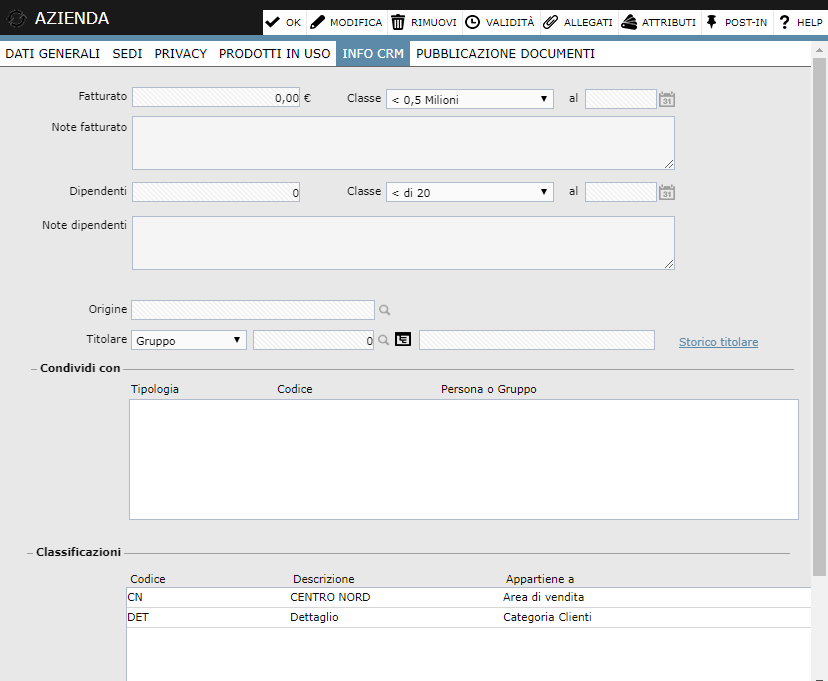 AZIENDA
OK MODIFICA RIMUOVI VALIDITÀ ALLEGATI ATTRIBUTI POST-IN ? HELP
DATI GENERALI SEDI PRIVACY PRODOTTI IN USO INFO CRM PUBBLICAZIONE DOCUMENTI
Fatturato 0,00 € Classe < 0,5 Milioni al 31
Note fatturato
Dipendenti 0 Classe < di 20 al 31
Note dipendenti
Origine
Titolare Gruppo 0 Storico titolare
Condividi con
Tipologia Codice Persona o Gruppo
Classificazioni
Codice Descrizione Appartiene a
CN CENTRO NORD Area di vendita
DET Dettaglio Categoria Clienti